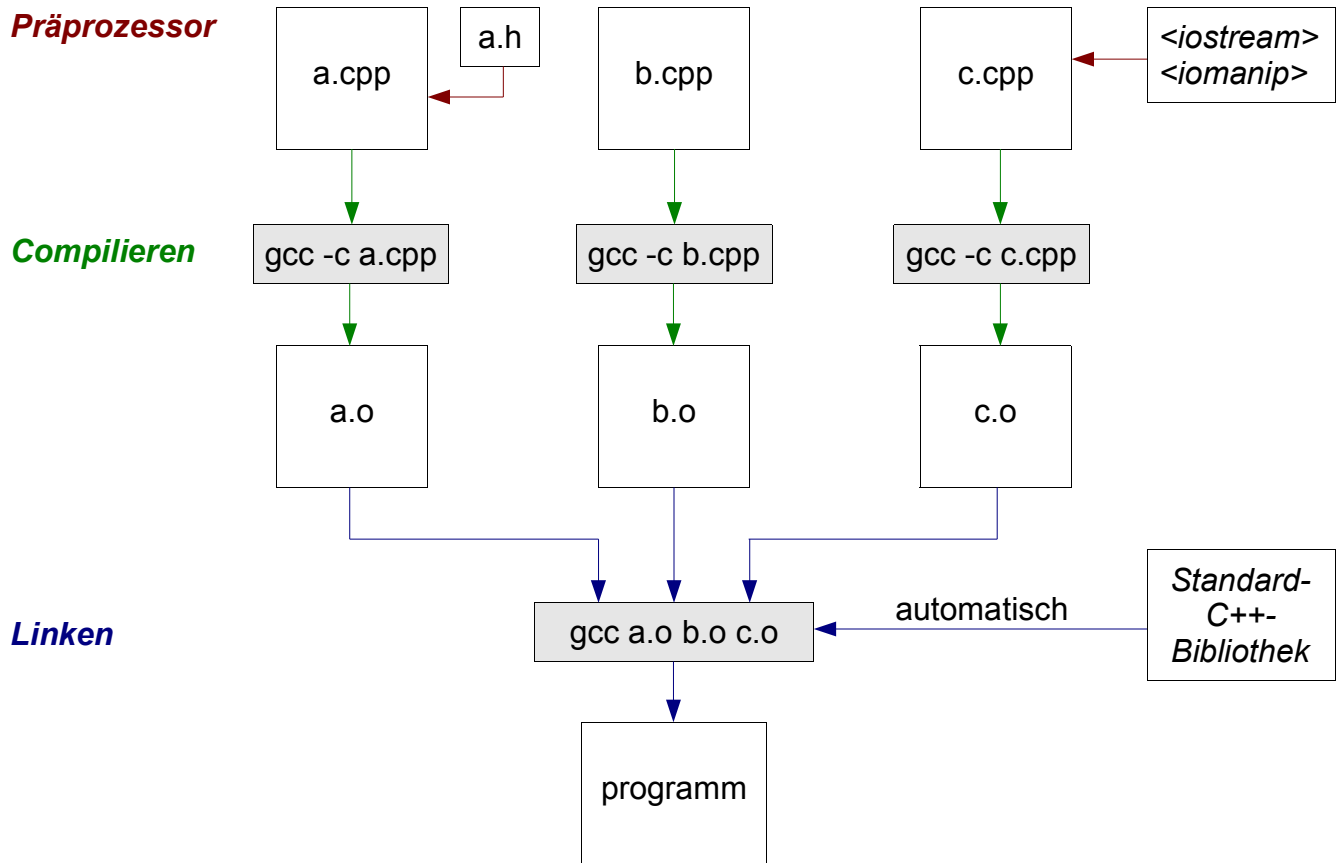 Präprozessor
a.cpp
a.h
b.cpp
c.cpp
<iostream>
<iomanip>
Compilieren
gcc -c a.cpp
gcc -c b.cpp
gcc -c c.cpp
a.o
b.o
c.o
Linken
gcc a.o b.o c.o
automatisch
Standard-
C++-
Bibliothek
programm